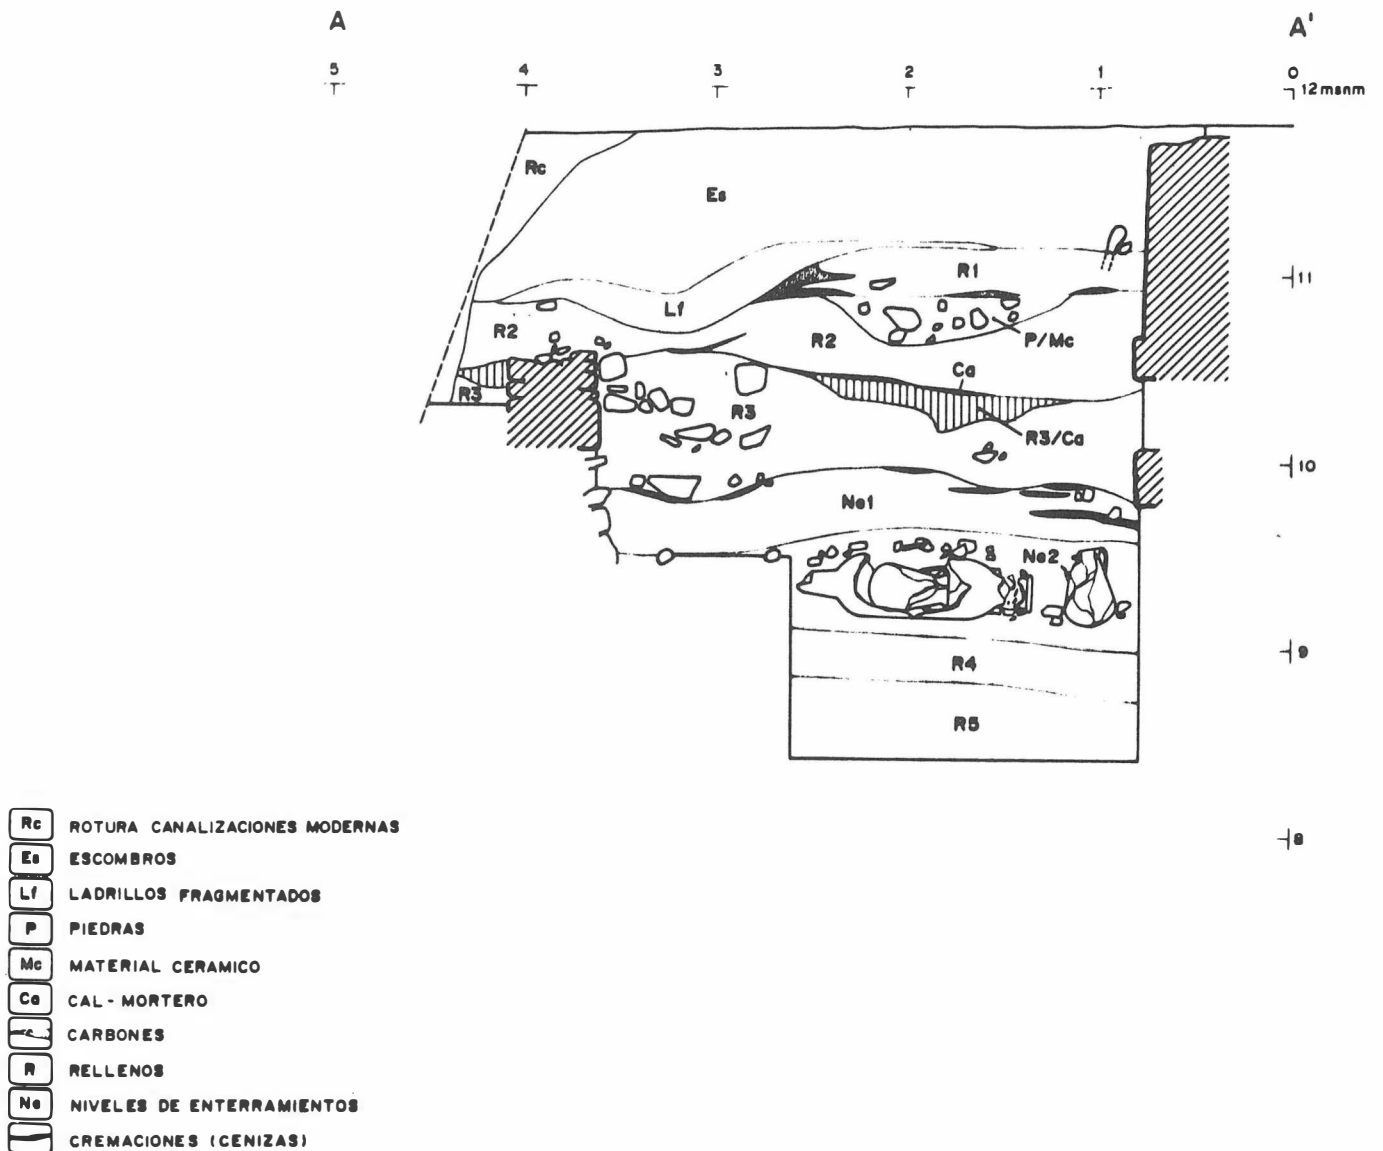 A A'
5 4 3 2 1 0
12 msnm
Rc
Es
R1
11
Lf
R2 R2 P/Mc
Ca
R3 R3
R3/Ca
10
Ne1
Ne2
9
R4
R5
8
Rc ROTURA CANALIZACIONES MODERNAS
Es ESCOMBROS
Lf LADRILLOS FRAGMENTADOS
P PIEDRAS
Mc MATERIAL CERAMICO
Ca CAL - MORTERO
CARBONES
R RELLENOS
Ne NIVELES DE ENTERRAMIENTOS
CREMACIONES (CENIZAS)